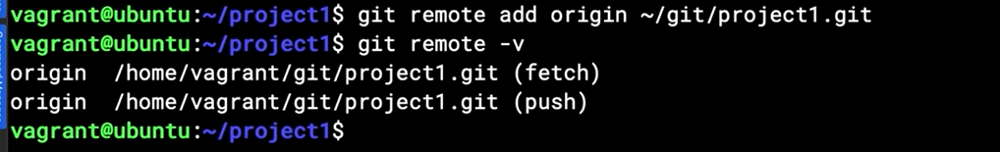 vagrant@ubuntu:~/project1$ git remote add origin ~/git/project1.git
vagrant@ubuntu:~/project1$ git remote -v
origin  /home/vagrant/git/project1.git (fetch)
origin  /home/vagrant/git/project1.git (push)
vagrant@ubuntu:~/project1$